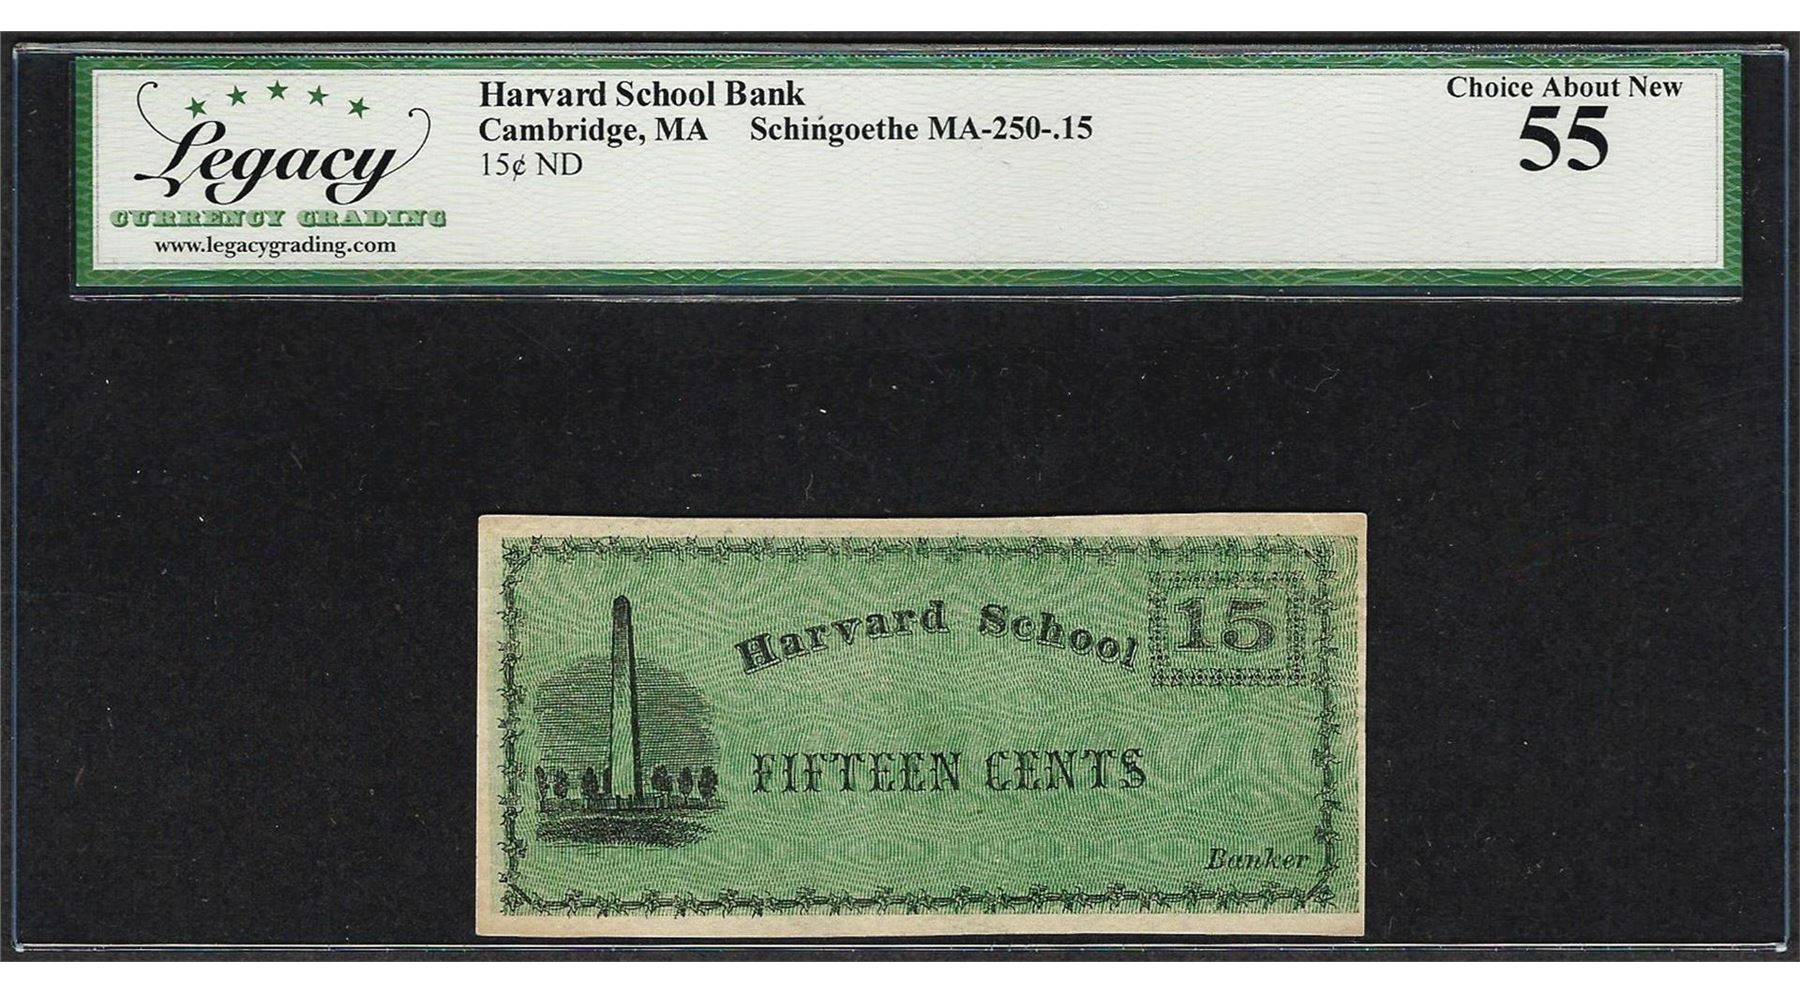 Legacy
CURRENCY GRADING
www.legacygrading.com
Harvard School Bank
Cambridge, MA Schingoethe MA-250-.15
15¢ ND
Choice About New
55
Harvard School
15
FIFTEEN CENTS
Banker